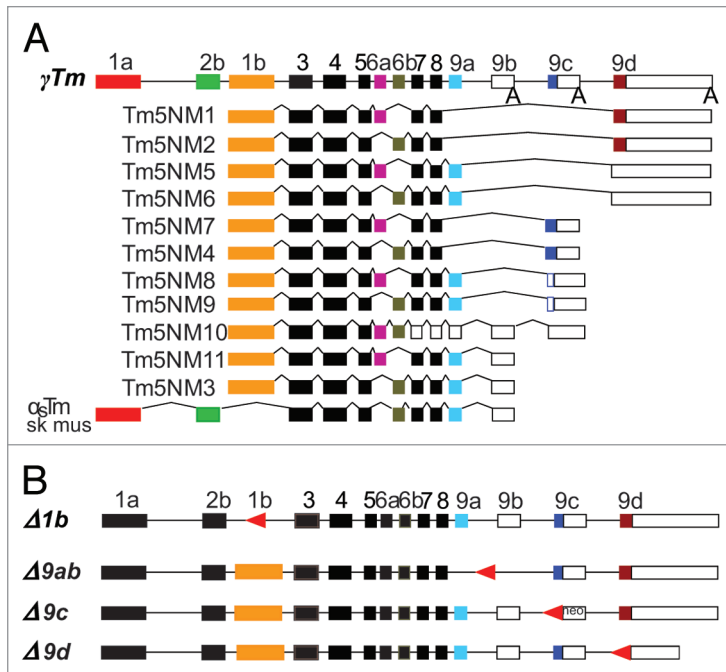 A
1a 2b 1b 3 4 5 6a 6b 7 8 9a 9b 9c 9d
γTm
A A A
Tm5NM1
Tm5NM2
Tm5NM5
Tm5NM6
Tm5NM7
Tm5NM4
Tm5NM8
Tm5NM9
Tm5NM10
Tm5NM11
Tm5NM3
αsTm
sk mus
B
1a 2b 1b 3 4 5 6a 6b 7 8 9a 9b 9c 9d
Δ1b
Δ9ab
Δ9c neo
Δ9d